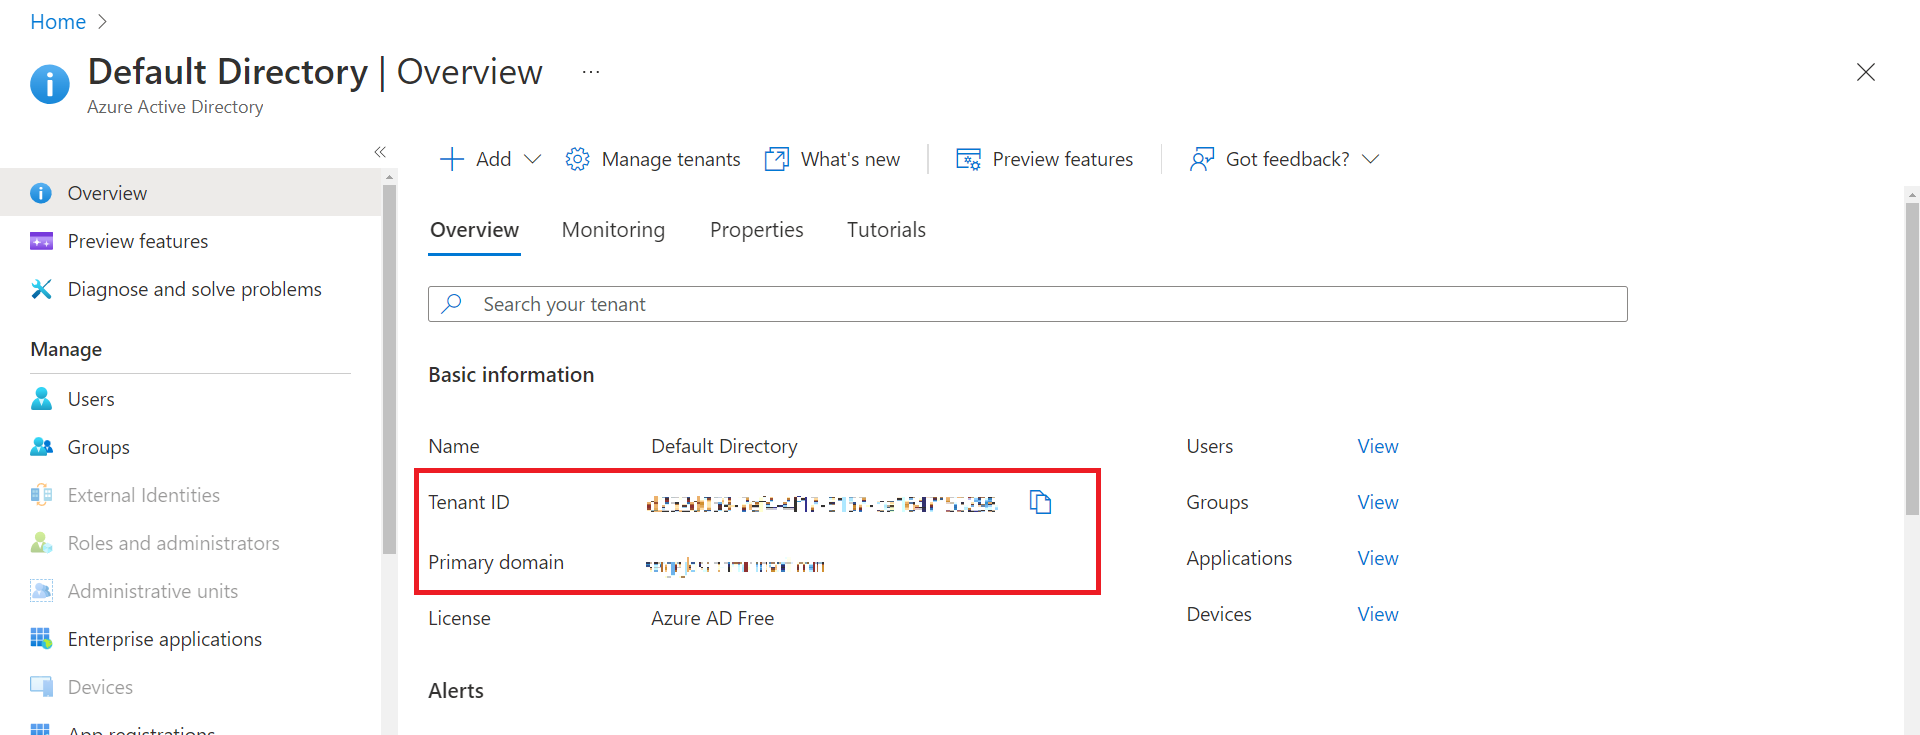 Home
Default Directory | Overview ...
Azure Active Directory
Add
Manage tenants
What's new
Preview features
Got feedback?
Overview
Preview features
Diagnose and solve problems
Manage
Users
Groups
External Identities
Roles and administrators
Administrative units
Enterprise applications
Devices
App registrations
Overview
Monitoring
Properties
Tutorials
Search your tenant
Basic information
Name Default Directory
Tenant ID
Primary domain
License Azure AD Free
Users View
Groups View
Applications View
Devices View
Alerts